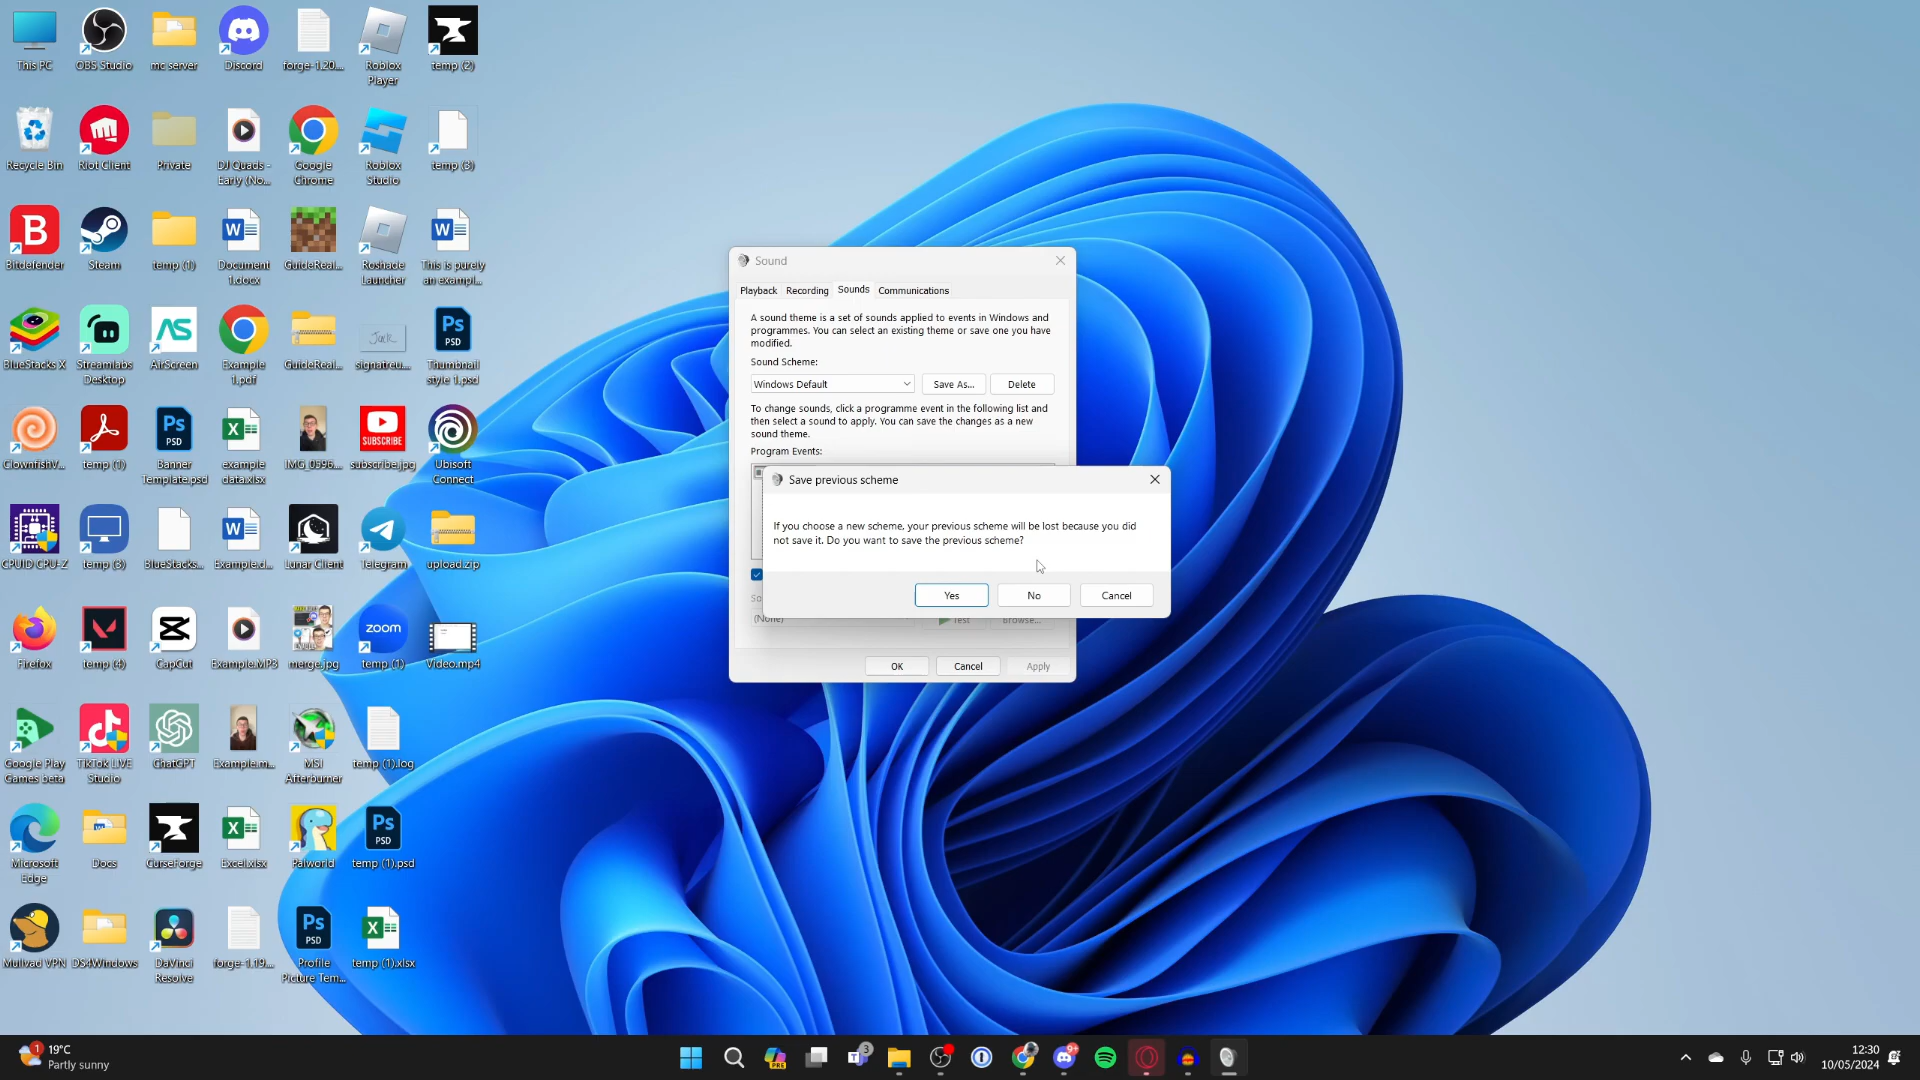 This PC
OBS Studio
mc server
Discord
forge-1.20...
Roblox Player
temp (2)
Recycle Bin
Riot Client
Private
DJ Quads - Early (No...
Google Chrome
Roblox Studio
temp (3)
Bitdefender
Steam
temp (1)
Document 1.docx
GuideReal...
Roshade Launcher
This is purely an exampl...
BlueStacks X
Streamlabs Desktop
AirScreen
Example 1.pdf
GuideReal...
signatreu...
Thumbnail style 1.psd
ClownfishV...
temp (1)
Banner Template.psd
example data.xlsx
IMG_0596...
subscribe.jpg
Ubisoft Connect
CPUID CPU-Z
temp (3)
BlueStacks...
Example.d...
Lunar Client
Telegram
upload.zip
Firefox
temp (4)
CapCut
Example.MP3
merge.jpg
temp (1)
Video.mp4
Google Play Games beta
TikTok LIVE Studio
ChatGPT
Example.m...
MSI Afterburner
temp (1).log
Microsoft Edge
Docs
CurseForge
Excel.xlsx
Palworld
temp (1).psd
Mullvad VPN
DS4Windows
DaVinci Resolve
forge-1.19...
Profile Picture Tem...
temp (1).xlsx
Sound
Playback Recording Sounds Communications
A sound theme is a set of sounds applied to events in Windows and
programmes. You can select an existing theme or save one you have
modified.
Sound Scheme:
Windows Default Save As... Delete
To change sounds, click a programme event in the following list and
then select a sound to apply. You can save the changes as a new
sound theme.
Program Events:
Save previous scheme
If you choose a new scheme, your previous scheme will be lost because you did
not save it. Do you want to save the previous scheme?
Yes No Cancel
So
(None) Test Browse...
OK Cancel Apply
19°C
Partly sunny
12:30
10/05/2024